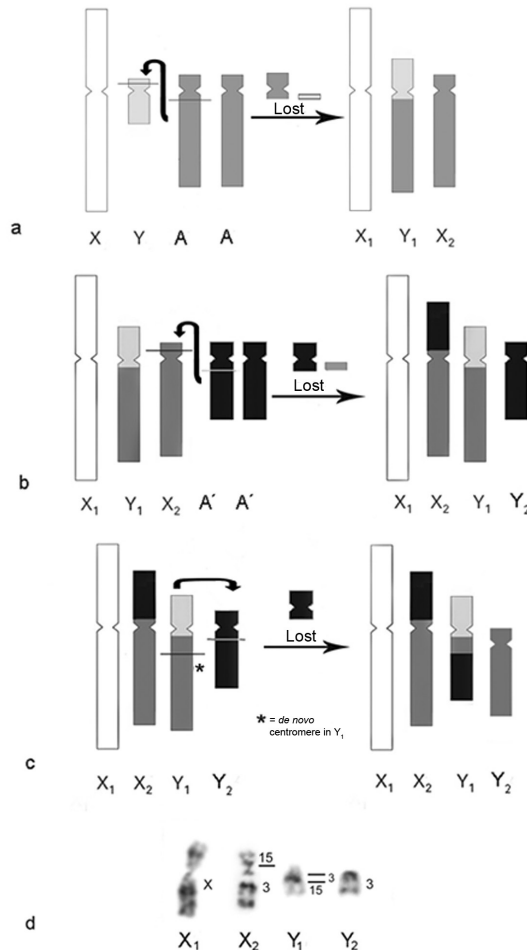 Lost
a
X Y A A X₁ Y₁ X₂
Lost
b
X₁ Y₁ X₂ A´ A´ X₁ X₂ Y₁ Y₂
Lost
*
* = de novo
centromere in Y₁
c
X₁ X₂ Y₁ Y₂ X₁ X₂ Y₁ Y₂
15
X 3 3 3
15
d
X₁ X₂ Y₁ Y₂